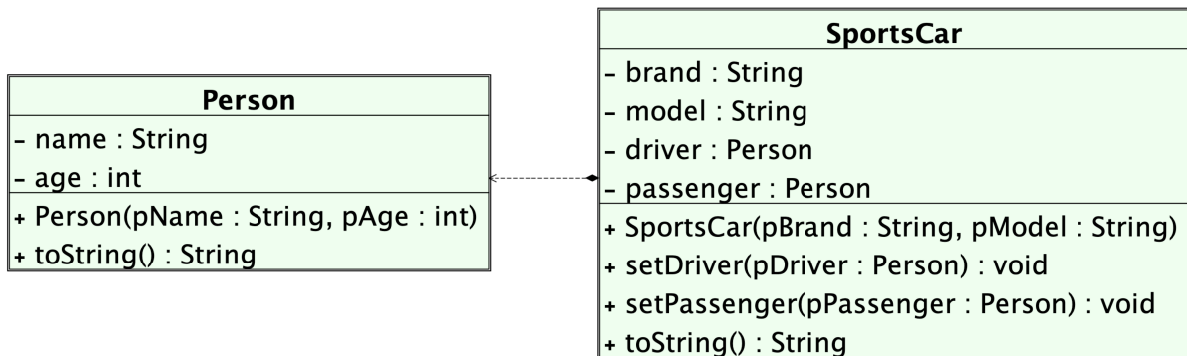 Person
- name : String
- age : int
+ Person(pName : String, pAge : int)
+ toString() : String
SportsCar
- brand : String
- model : String
- driver : Person
- passenger : Person
+ SportsCar(pBrand : String, pModel : String)
+ setDriver(pDriver : Person) : void
+ setPassenger(pPassenger : Person) : void
+ toString() : String